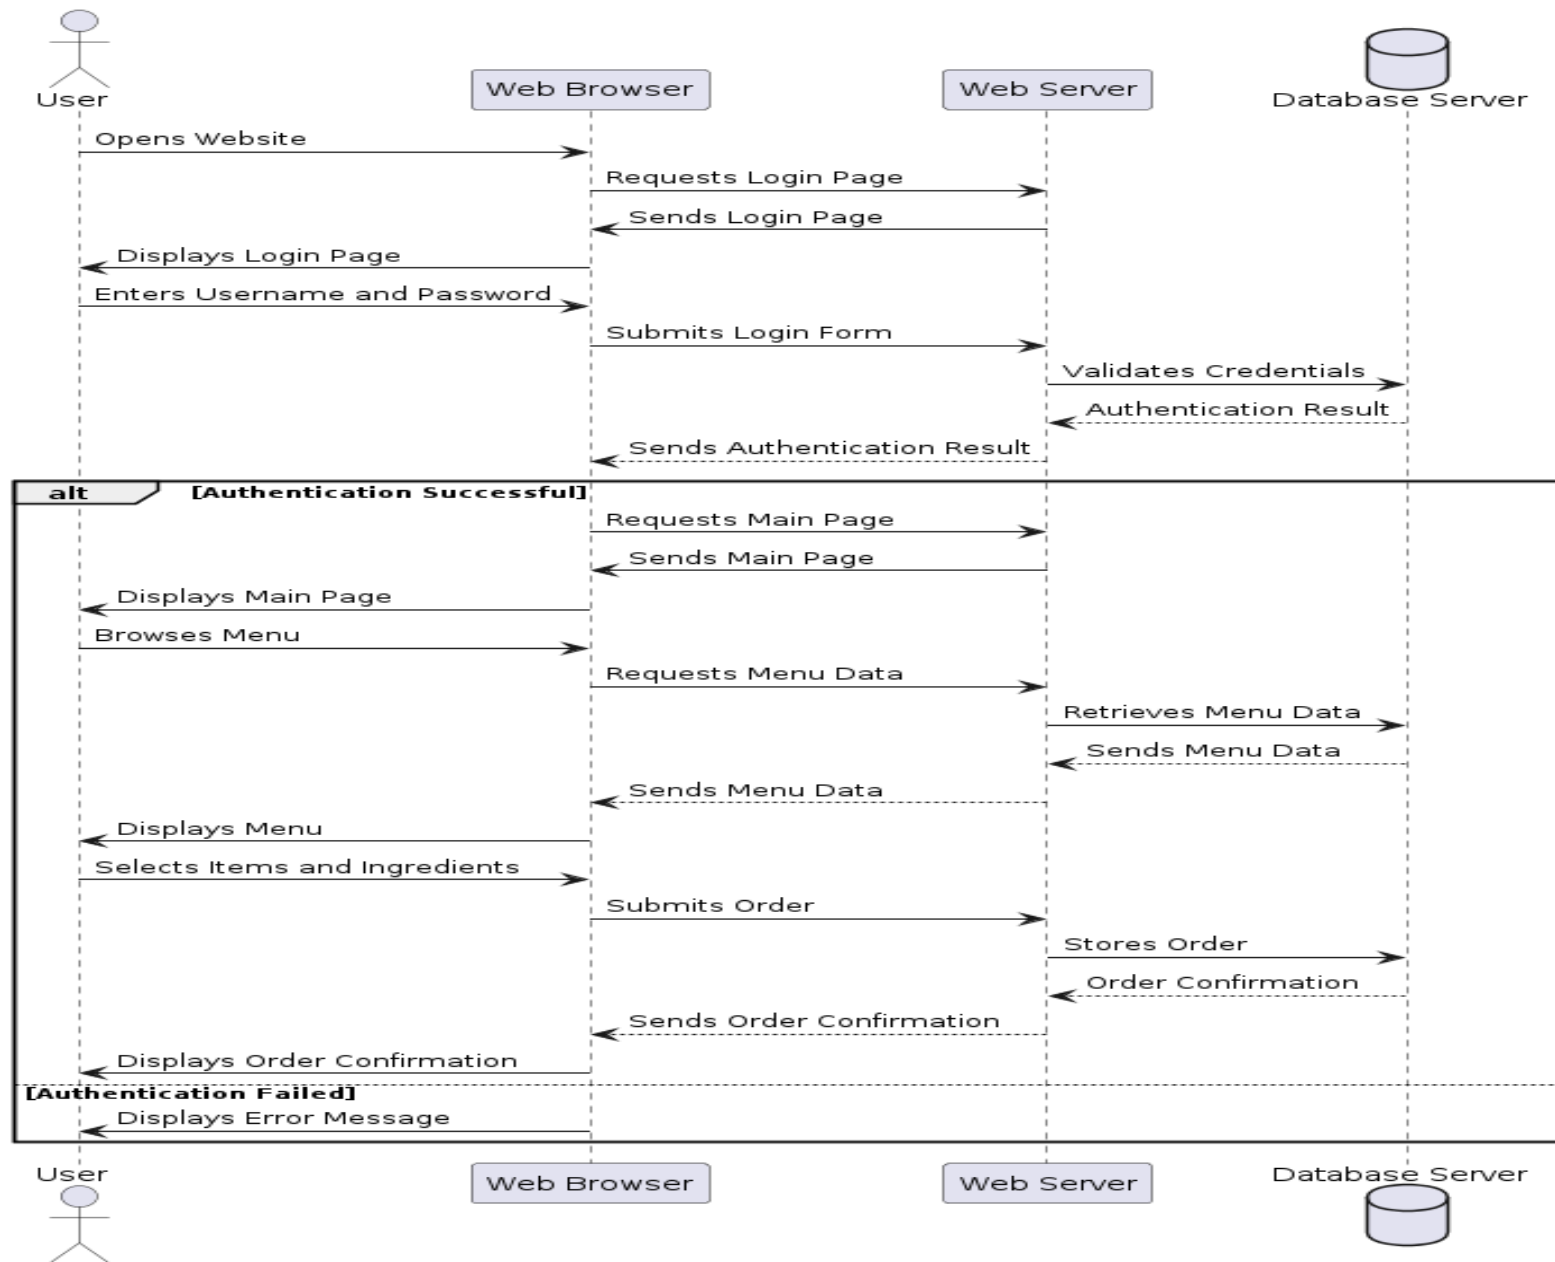 User
Web Browser
Web Server
Database Server
Opens Website
Requests Login Page
Sends Login Page
Displays Login Page
Enters Username and Password
Submits Login Form
Validates Credentials
Authentication Result
Sends Authentication Result
alt [Authentication Successful]
Requests Main Page
Sends Main Page
Displays Main Page
Browses Menu
Requests Menu Data
Retrieves Menu Data
Sends Menu Data
Sends Menu Data
Displays Menu
Selects Items and Ingredients
Submits Order
Stores Order
Order Confirmation
Sends Order Confirmation
Displays Order Confirmation
[Authentication Failed]
Displays Error Message
User
Web Browser
Web Server
Database Server